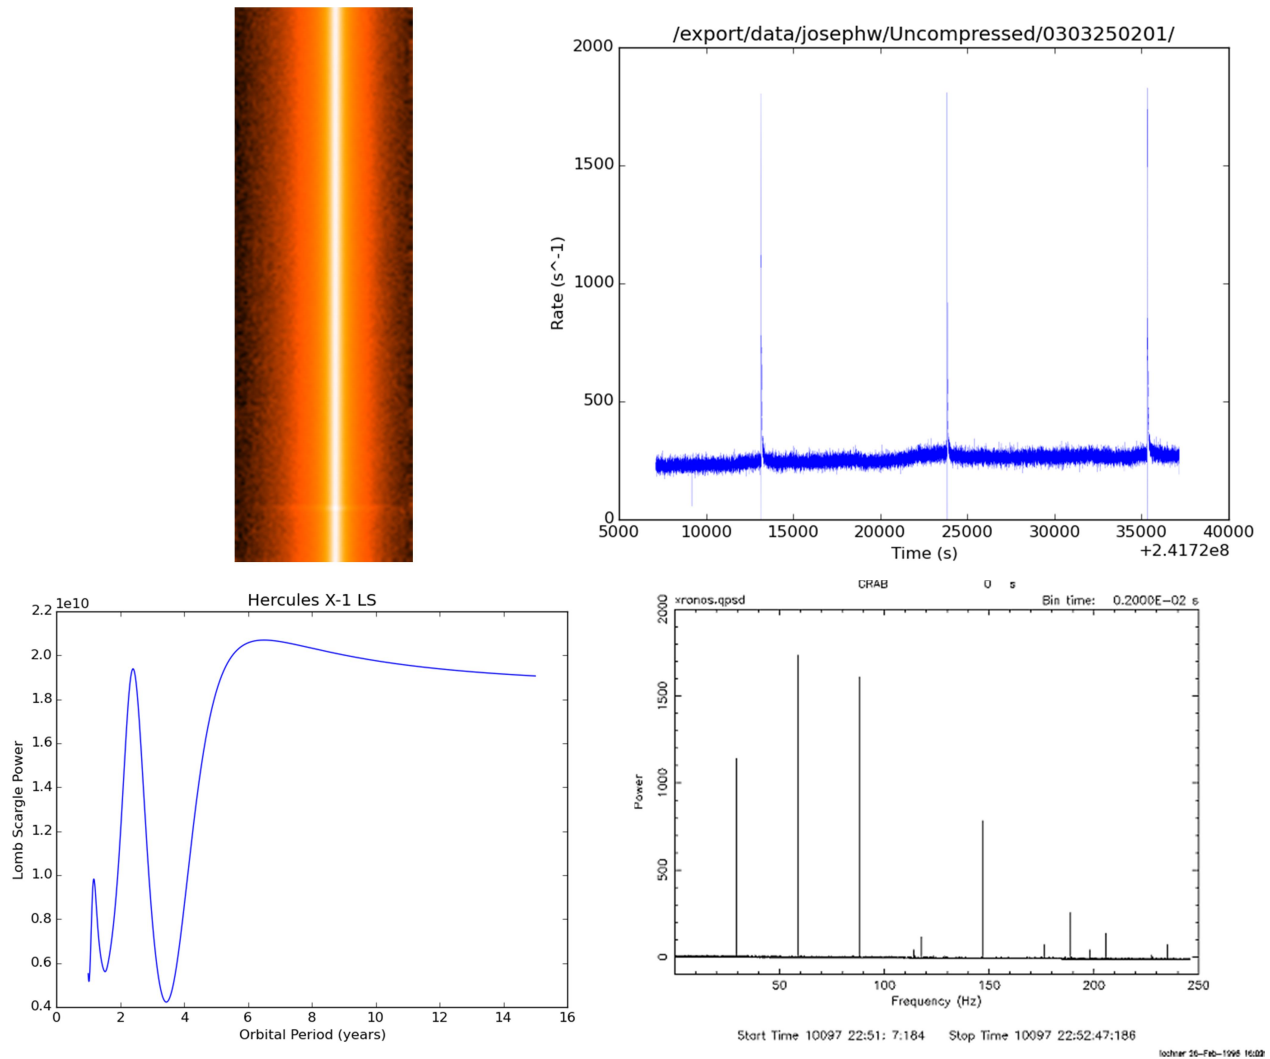 /export/data/josephw/Uncompressed/0303250201/
2000
1500
1000
500
0
Rate (s^-1)
5000 10000 15000 20000 25000 30000 35000 40000
Time (s)
+2.4172e8
Hercules X-1 LS
1e10
2.2
2.0
1.8
1.6
1.4
1.2
1.0
0.8
0.6
0.4
Lomb Scargle Power
0 2 4 6 8 10 12 14 16
Orbital Period (years)
CRAB 0 s
xronos.qpsd Bin time: 0.2000E-02 s
2000
1500
1000
500
0
Power
50 100 150 200 250
Frequency (Hz)
Start Time 10097 22:51: 7:184 Stop Time 10097 22:52:47:186
lochner 26-Feb-1998